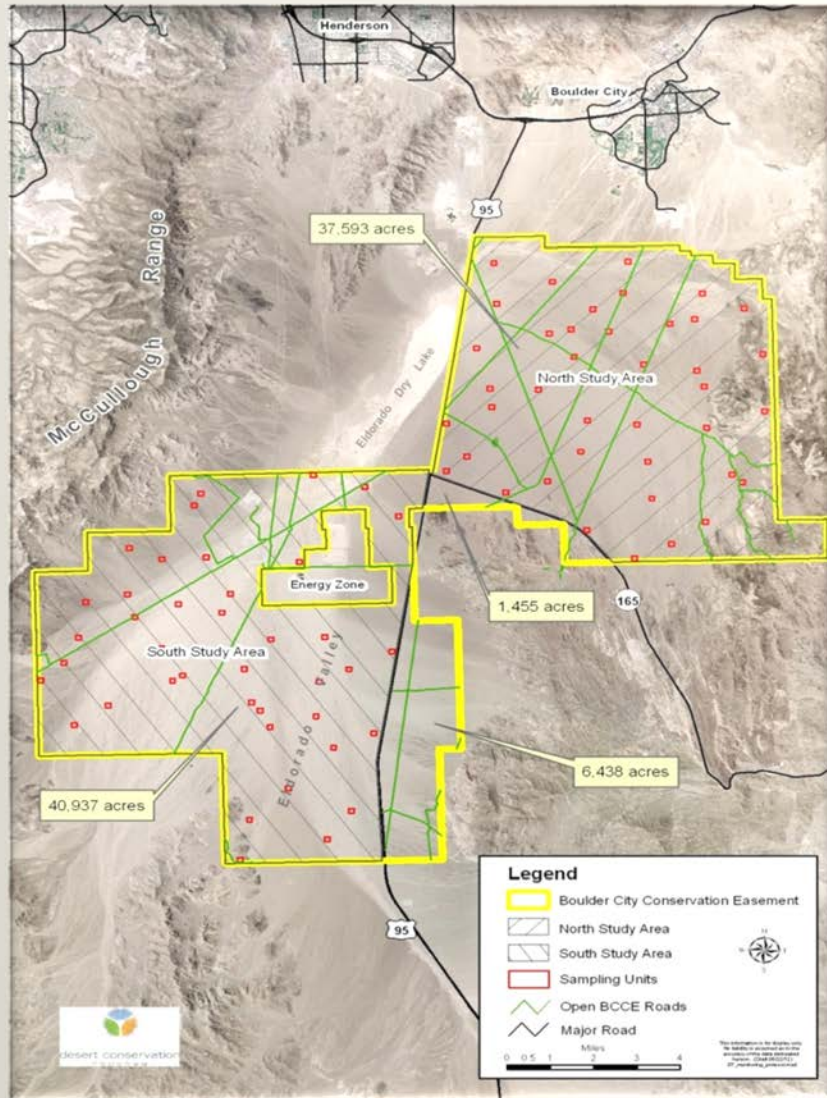 Henderson
Boulder City
95
37,593 acres
McCullough Range
Eldorado Dry Lake
North Study Area
Energy Zone
1,455 acres
165
South Study Area
Eldorado Valley
6,438 acres
40,937 acres
95
Legend
Boulder City Conservation Easement
North Study Area
South Study Area
Sampling Units
Open BCCE Roads
Major Road
N
W E
S
Miles
0 0.5 1 2 3 4
desert conservation